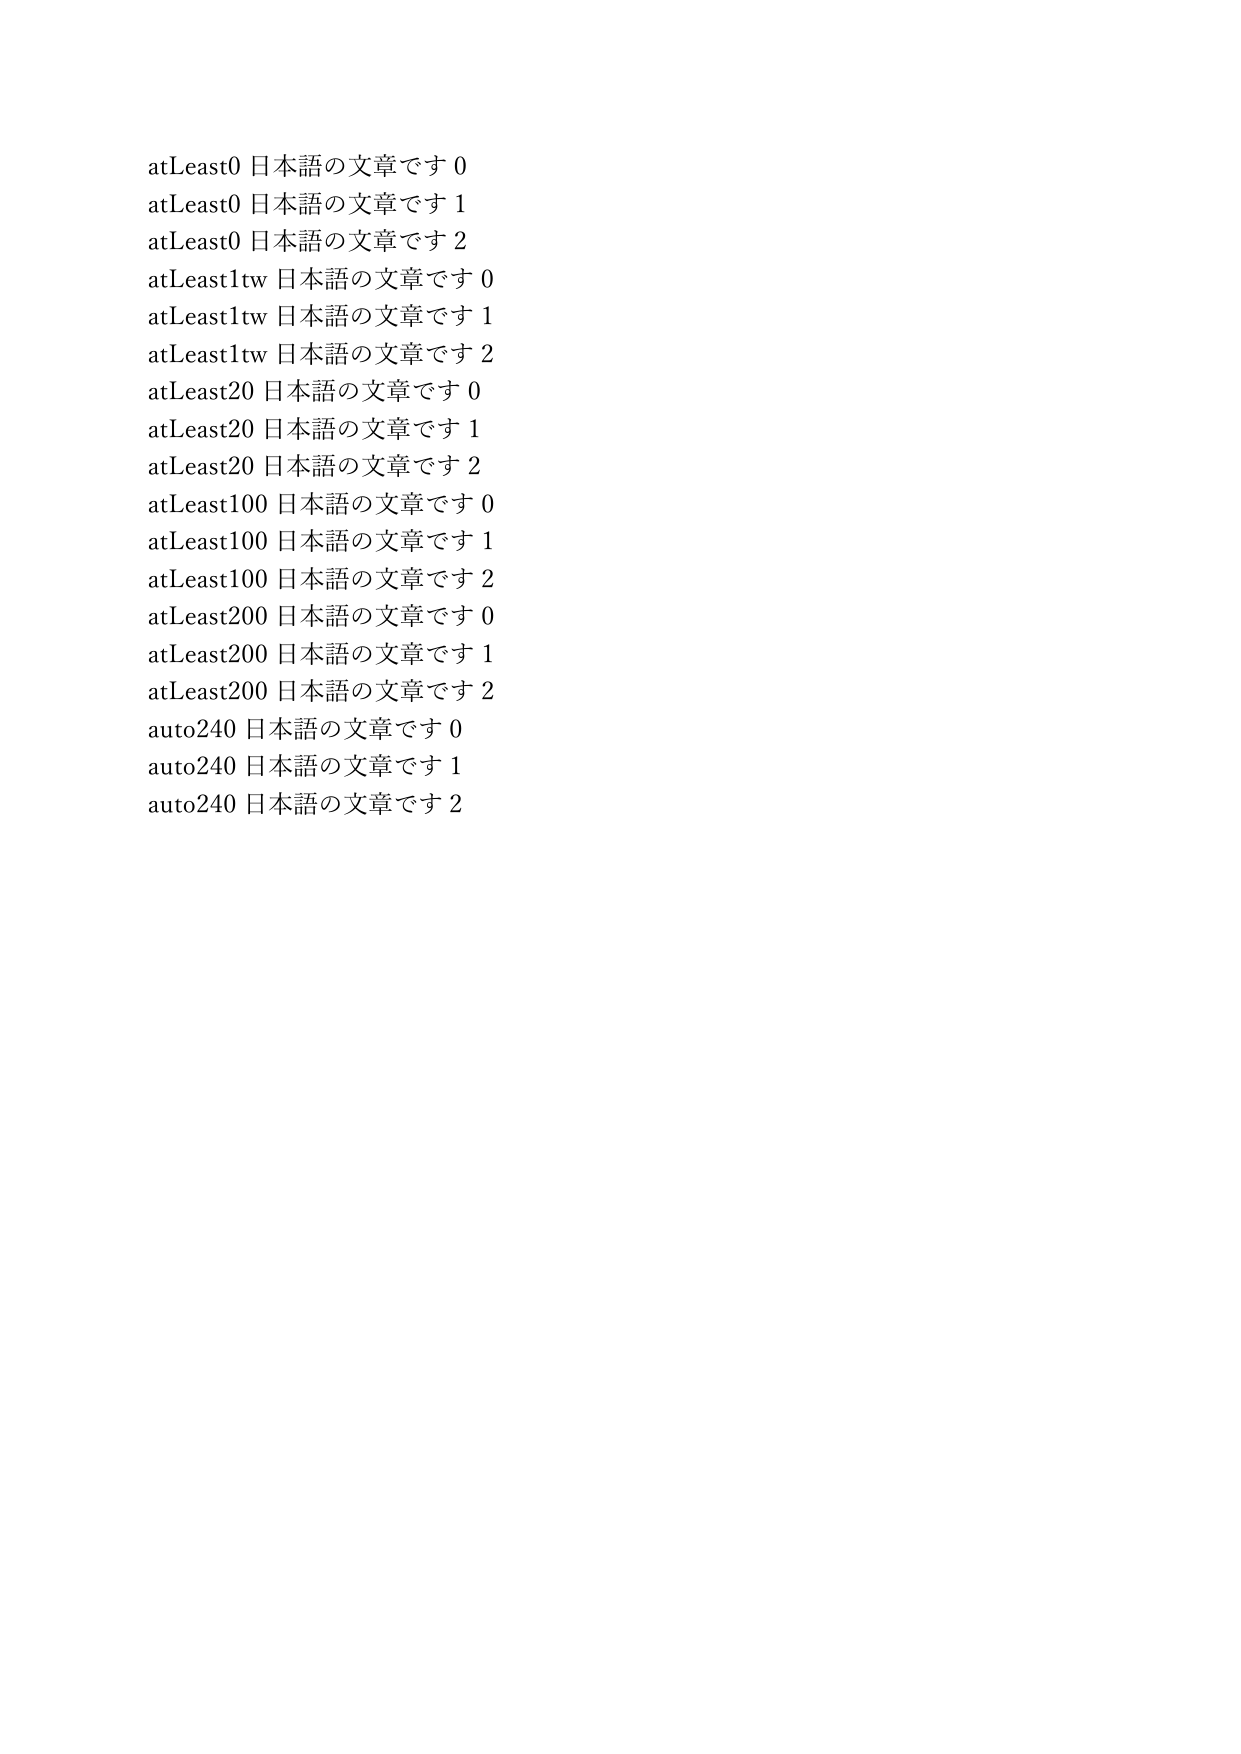 atLeast0 日本語の文章です 0
atLeast0 日本語の文章です 1
atLeast0 日本語の文章です 2
atLeast1tw 日本語の文章です 0
atLeast1tw 日本語の文章です 1
atLeast1tw 日本語の文章です 2
atLeast20 日本語の文章です 0
atLeast20 日本語の文章です 1
atLeast20 日本語の文章です 2
atLeast100 日本語の文章です 0
atLeast100 日本語の文章です 1
atLeast100 日本語の文章です 2
atLeast200 日本語の文章です 0
atLeast200 日本語の文章です 1
atLeast200 日本語の文章です 2
auto240 日本語の文章です 0
auto240 日本語の文章です 1
auto240 日本語の文章です 2